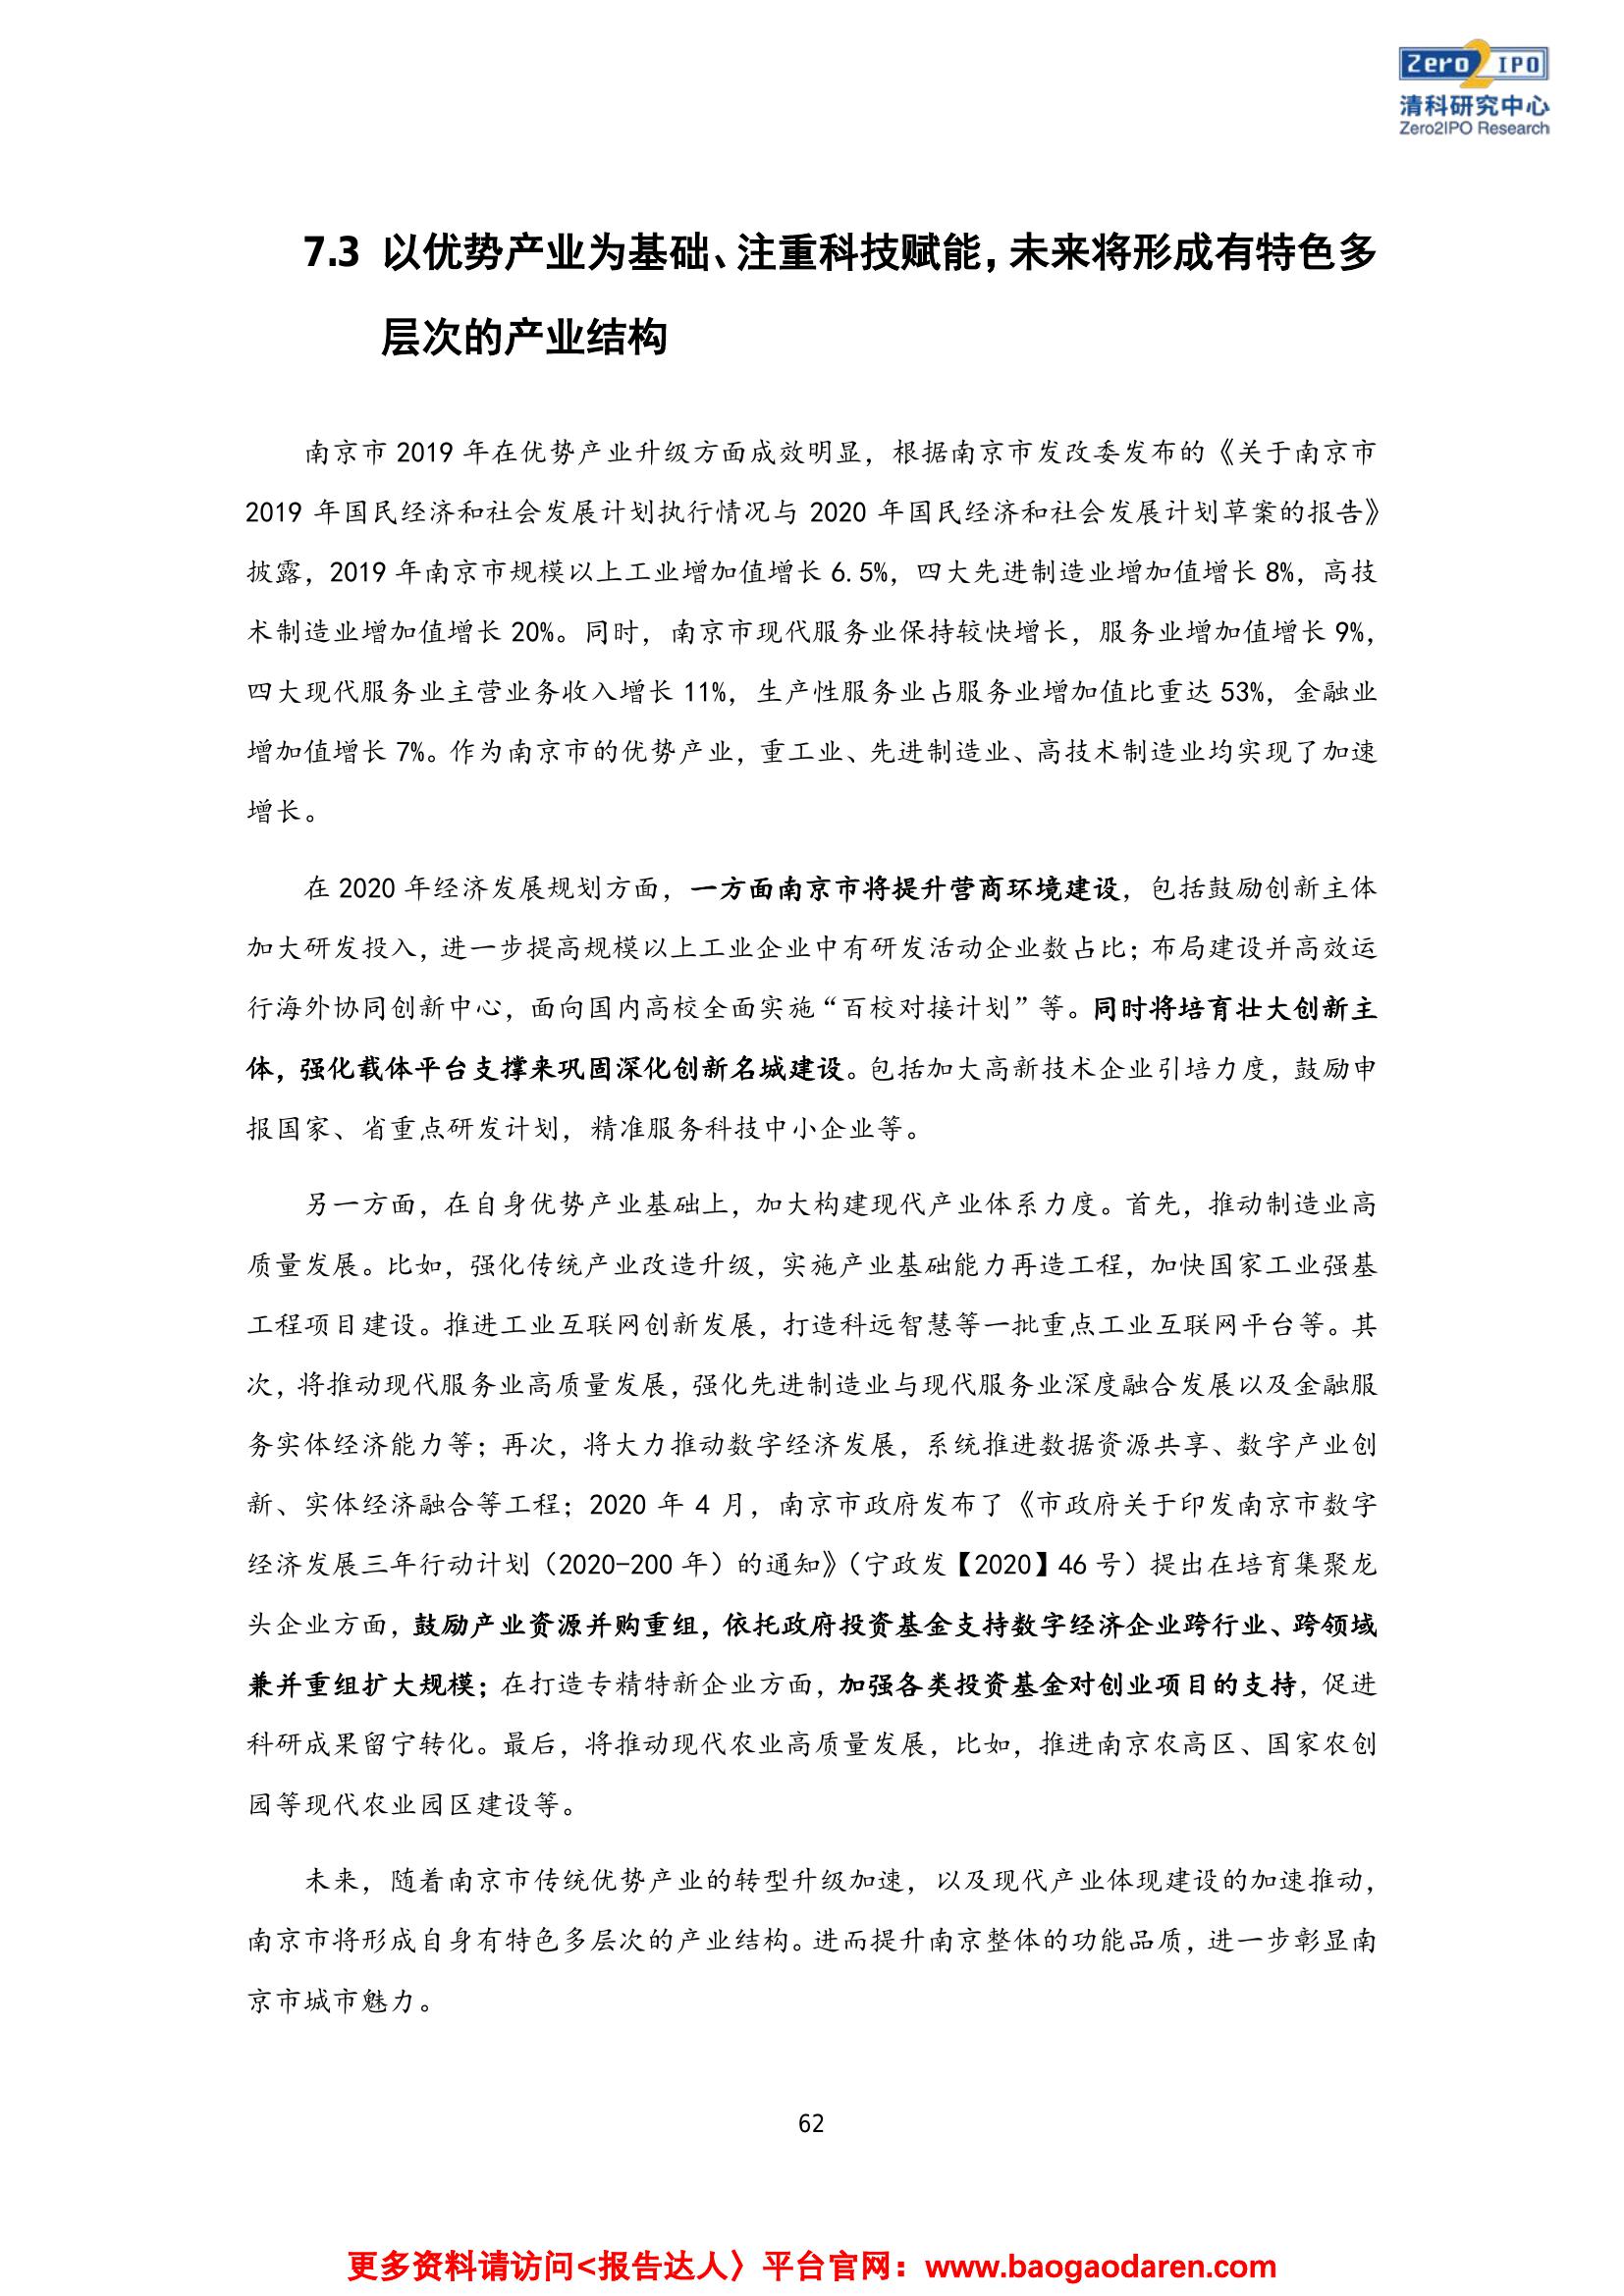 Zero2IPO
清科研究中心
Zero2IPO Research
7.3 以优势产业为基础、注重科技赋能，未来将形成有特色多
层次的产业结构
南京市 2019 年在优势产业升级方面成效明显，根据南京市发改委发布的《关于南京市
2019 年国民经济和社会发展计划执行情况与 2020 年国民经济和社会发展计划草案的报告》
披露，2019 年南京市规模以上工业增加值增长 6.5%，四大先进制造业增加值增长 8%，高技
术制造业增加值增长 20%。同时，南京市现代服务业保持较快增长，服务业增加值增长 9%，
四大现代服务业主营业务收入增长 11%，生产性服务业占服务业增加值比重达 53%，金融业
增加值增长 7%。作为南京市的优势产业，重工业、先进制造业、高技术制造业均实现了加速
增长。
在 2020 年经济发展规划方面，一方面南京市将提升营商环境建设，包括鼓励创新主体
加大研发投入，进一步提高规模以上工业企业中有研发活动企业数占比；布局建设并高效运
行海外协同创新中心，面向国内高校全面实施“百校对接计划”等。同时将培育壮大创新主
体，强化载体平台支撑来巩固深化创新名城建设。包括加大高新技术企业引培力度，鼓励申
报国家、省重点研发计划，精准服务科技中小企业等。
另一方面，在自身优势产业基础上，加大构建现代产业体系力度。首先，推动制造业高
质量发展。比如，强化传统产业改造升级，实施产业基础能力再造工程，加快国家工业强基
工程项目建设。推进工业互联网创新发展，打造科远智慧等一批重点工业互联网平台等。其
次，将推动现代服务业高质量发展，强化先进制造业与现代服务业深度融合发展以及金融服
务实体经济能力等；再次，将大力推动数字经济发展，系统推进数据资源共享、数字产业创
新、实体经济融合等工程；2020 年 4 月，南京市政府发布了《市政府关于印发南京市数字
经济发展三年行动计划（2020-200 年）的通知》（宁政发【2020】46 号）提出在培育集聚龙
头企业方面，鼓励产业资源并购重组，依托政府投资基金支持数字经济企业跨行业、跨领域
兼并重组扩大规模；在打造专精特新企业方面，加强各类投资基金对创业项目的支持，促进
科研成果留宁转化。最后，将推动现代农业高质量发展，比如，推进南京农高区、国家农创
园等现代农业园区建设等。
未来，随着南京市传统优势产业的转型升级加速，以及现代产业体现建设的加速推动，
南京市将形成自身有特色多层次的产业结构。进而提升南京整体的功能品质，进一步彰显南
京市城市魅力。
62
更多资料请访问<报告达人〉平台官网：www.baogaodaren.com